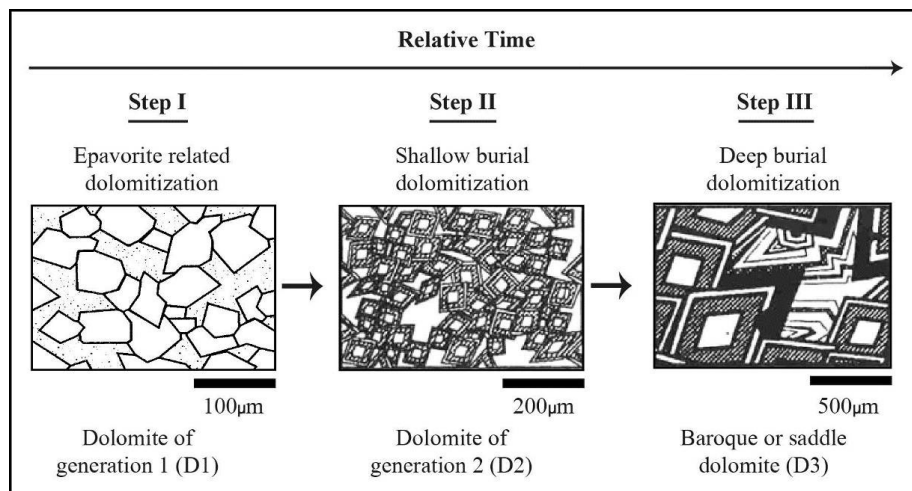 Relative Time
Step I
Step II
Step III
Epavorite related
dolomitization
Shallow burial
dolomitization
Deep burial
dolomitization
100μm
200μm
500μm
Dolomite of
generation 1 (D1)
Dolomite of
generation 2 (D2)
Baroque or saddle
dolomite (D3)